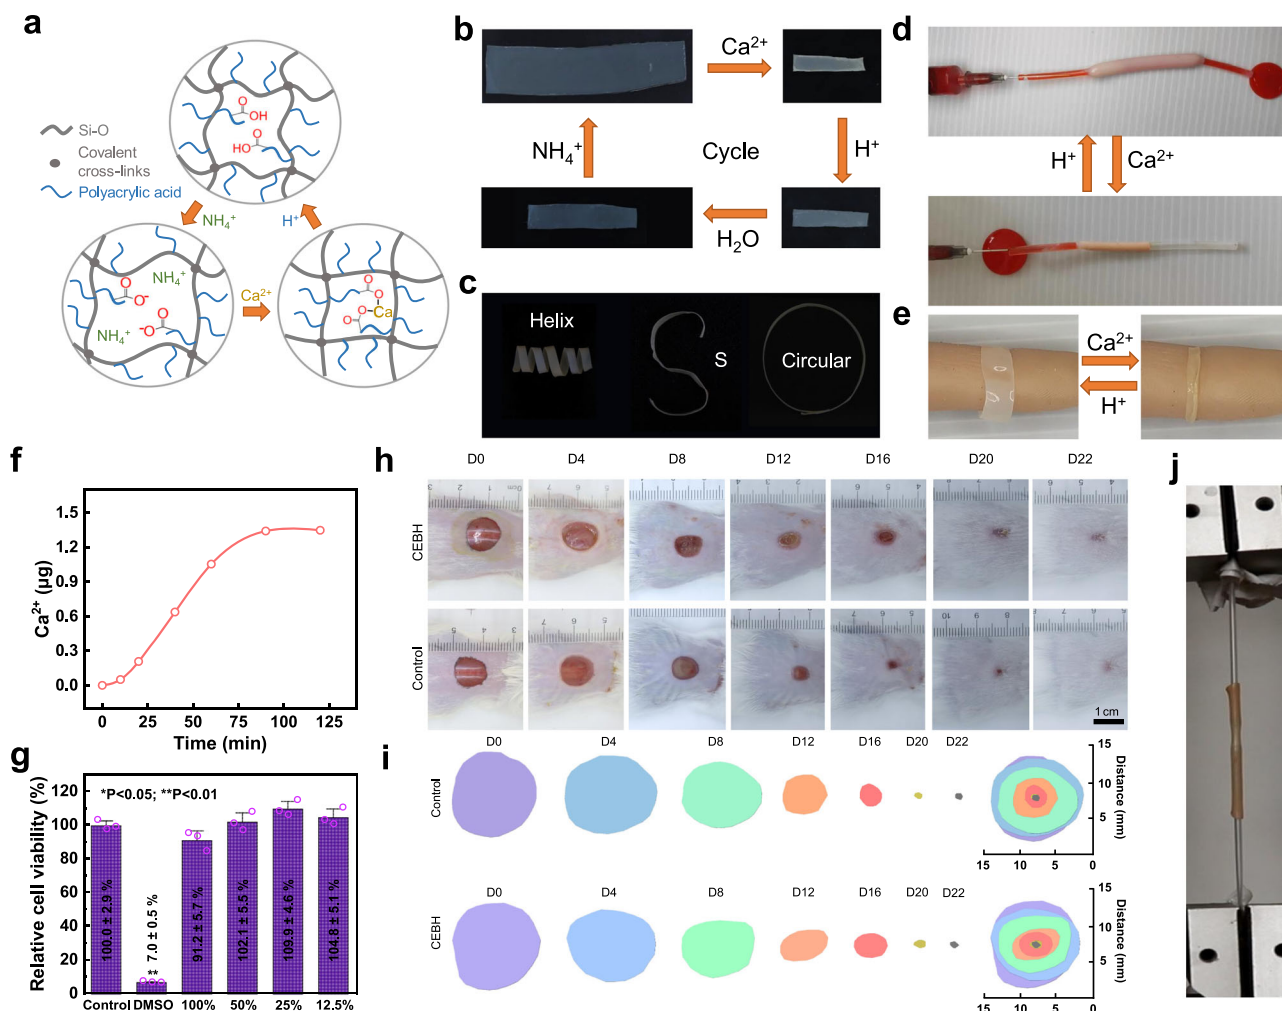 a
Si-O
Covalent
cross-links
Polyacrylic acid
O
OH
O
HO
NH₄⁺
H⁺
NH₄⁺
O
O⁻
NH₄⁺
O
⁻O
Ca²⁺
O
O
O
O
Ca
b
Ca²⁺
NH₄⁺
Cycle
H⁺
H₂O
c
Helix
S
Circular
d
H⁺
Ca²⁺
e
Ca²⁺
H⁺
f
Ca²⁺ (µg)
1.5
1.2
0.9
0.6
0.3
0.0
0 25 50 75 100 125
Time (min)
g
Relative cell viability (%)
120
100
80
60
40
20
0
*P<0.05; **P<0.01
100.0 ± 2.9 %
7.0 ± 0.5 %
**
91.2 ± 5.7 %
102.1 ± 5.5 %
109.9 ± 4.6 %
104.8 ± 5.1 %
Control DMSO 100% 50% 25% 12.5%
h
D0 D4 D8 D12 D16 D20 D22
CEBH
Control
1 cm
i
D0 D4 D8 D12 D16 D20 D22
Control
15
10
5
Distance (mm)
15 10 5 0
D0 D4 D8 D12 D16 D20 D22
CEBH
15
10
5
Distance (mm)
15 10 5 0
j